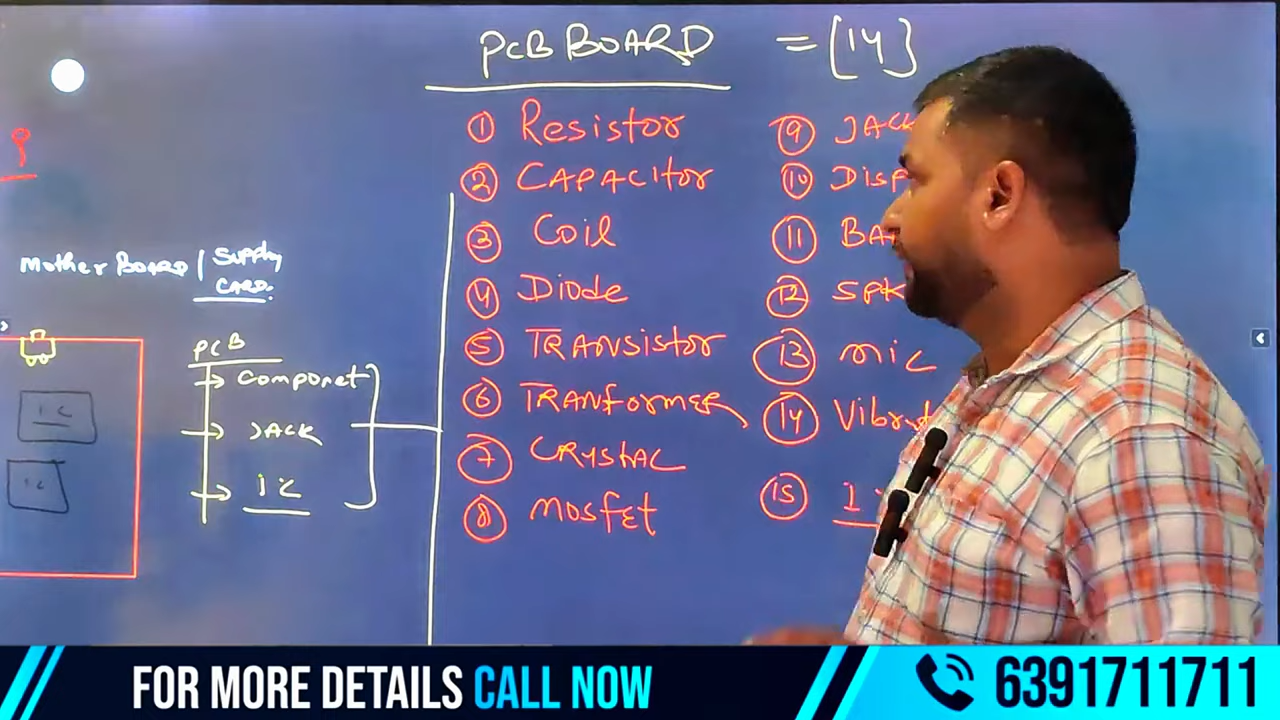 PCB BOARD = [14]
① Resistor
② CAPACitor
③ Coil
④ Diode
⑤ TRANSistor
⑥ TRANforMER
⑦ CRYStAL
⑧ mosfet
⑨ JACK
⑩ DISP
⑪ BA
⑫ SPK
⑬ mic
⑭ Vibrat
⑮ I
?
Mother BOARD | Supply
CARD.
PCB
→ Componet
→ JACK
→ ic
ic
ic
FOR MORE DETAILS CALL NOW
6391711711